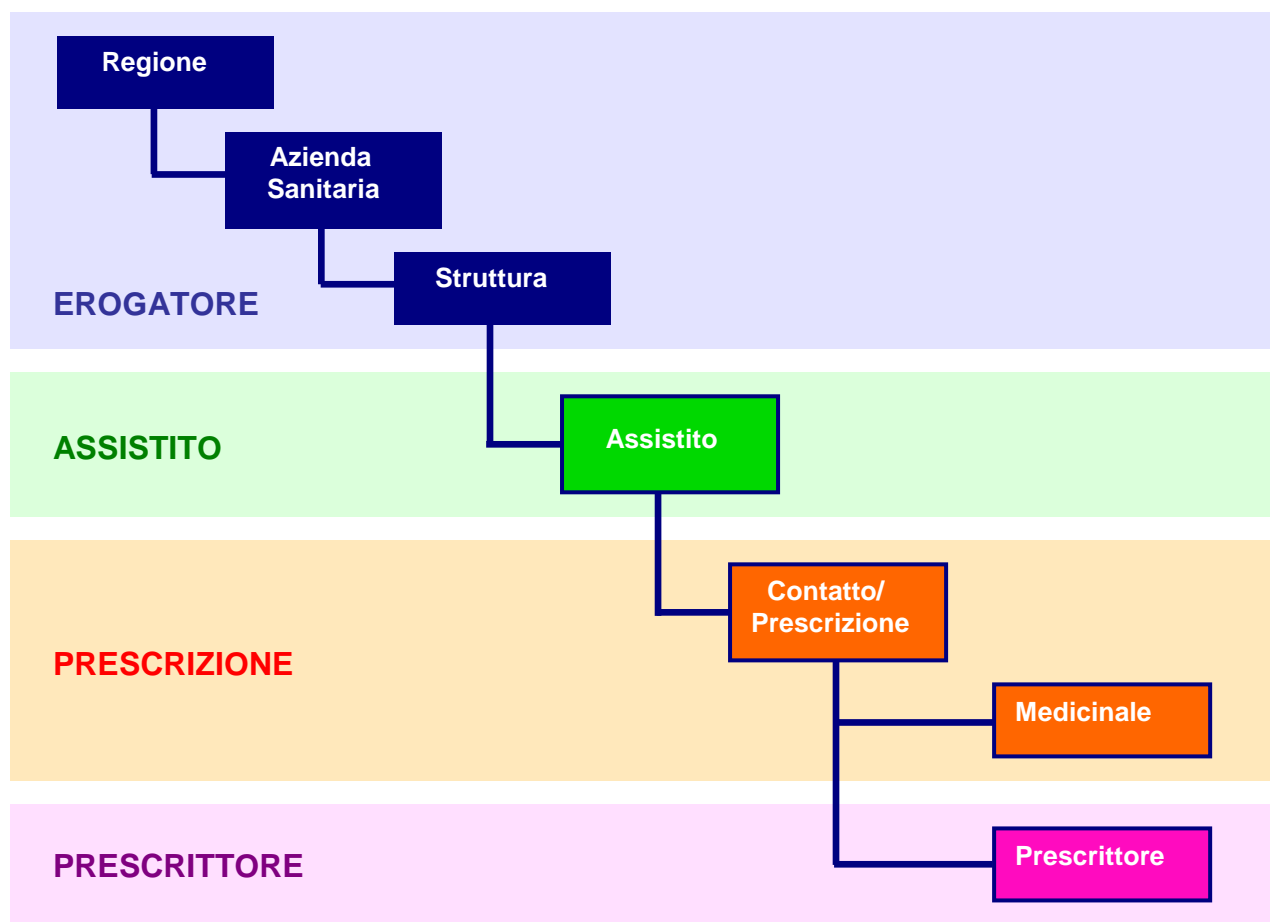 Regione
Azienda
Sanitaria
Struttura
EROGATORE
ASSISTITO
Assistito
Contatto/
Prescrizione
PRESCRIZIONE
Medicinale
PRESCRITTORE
Prescrittore